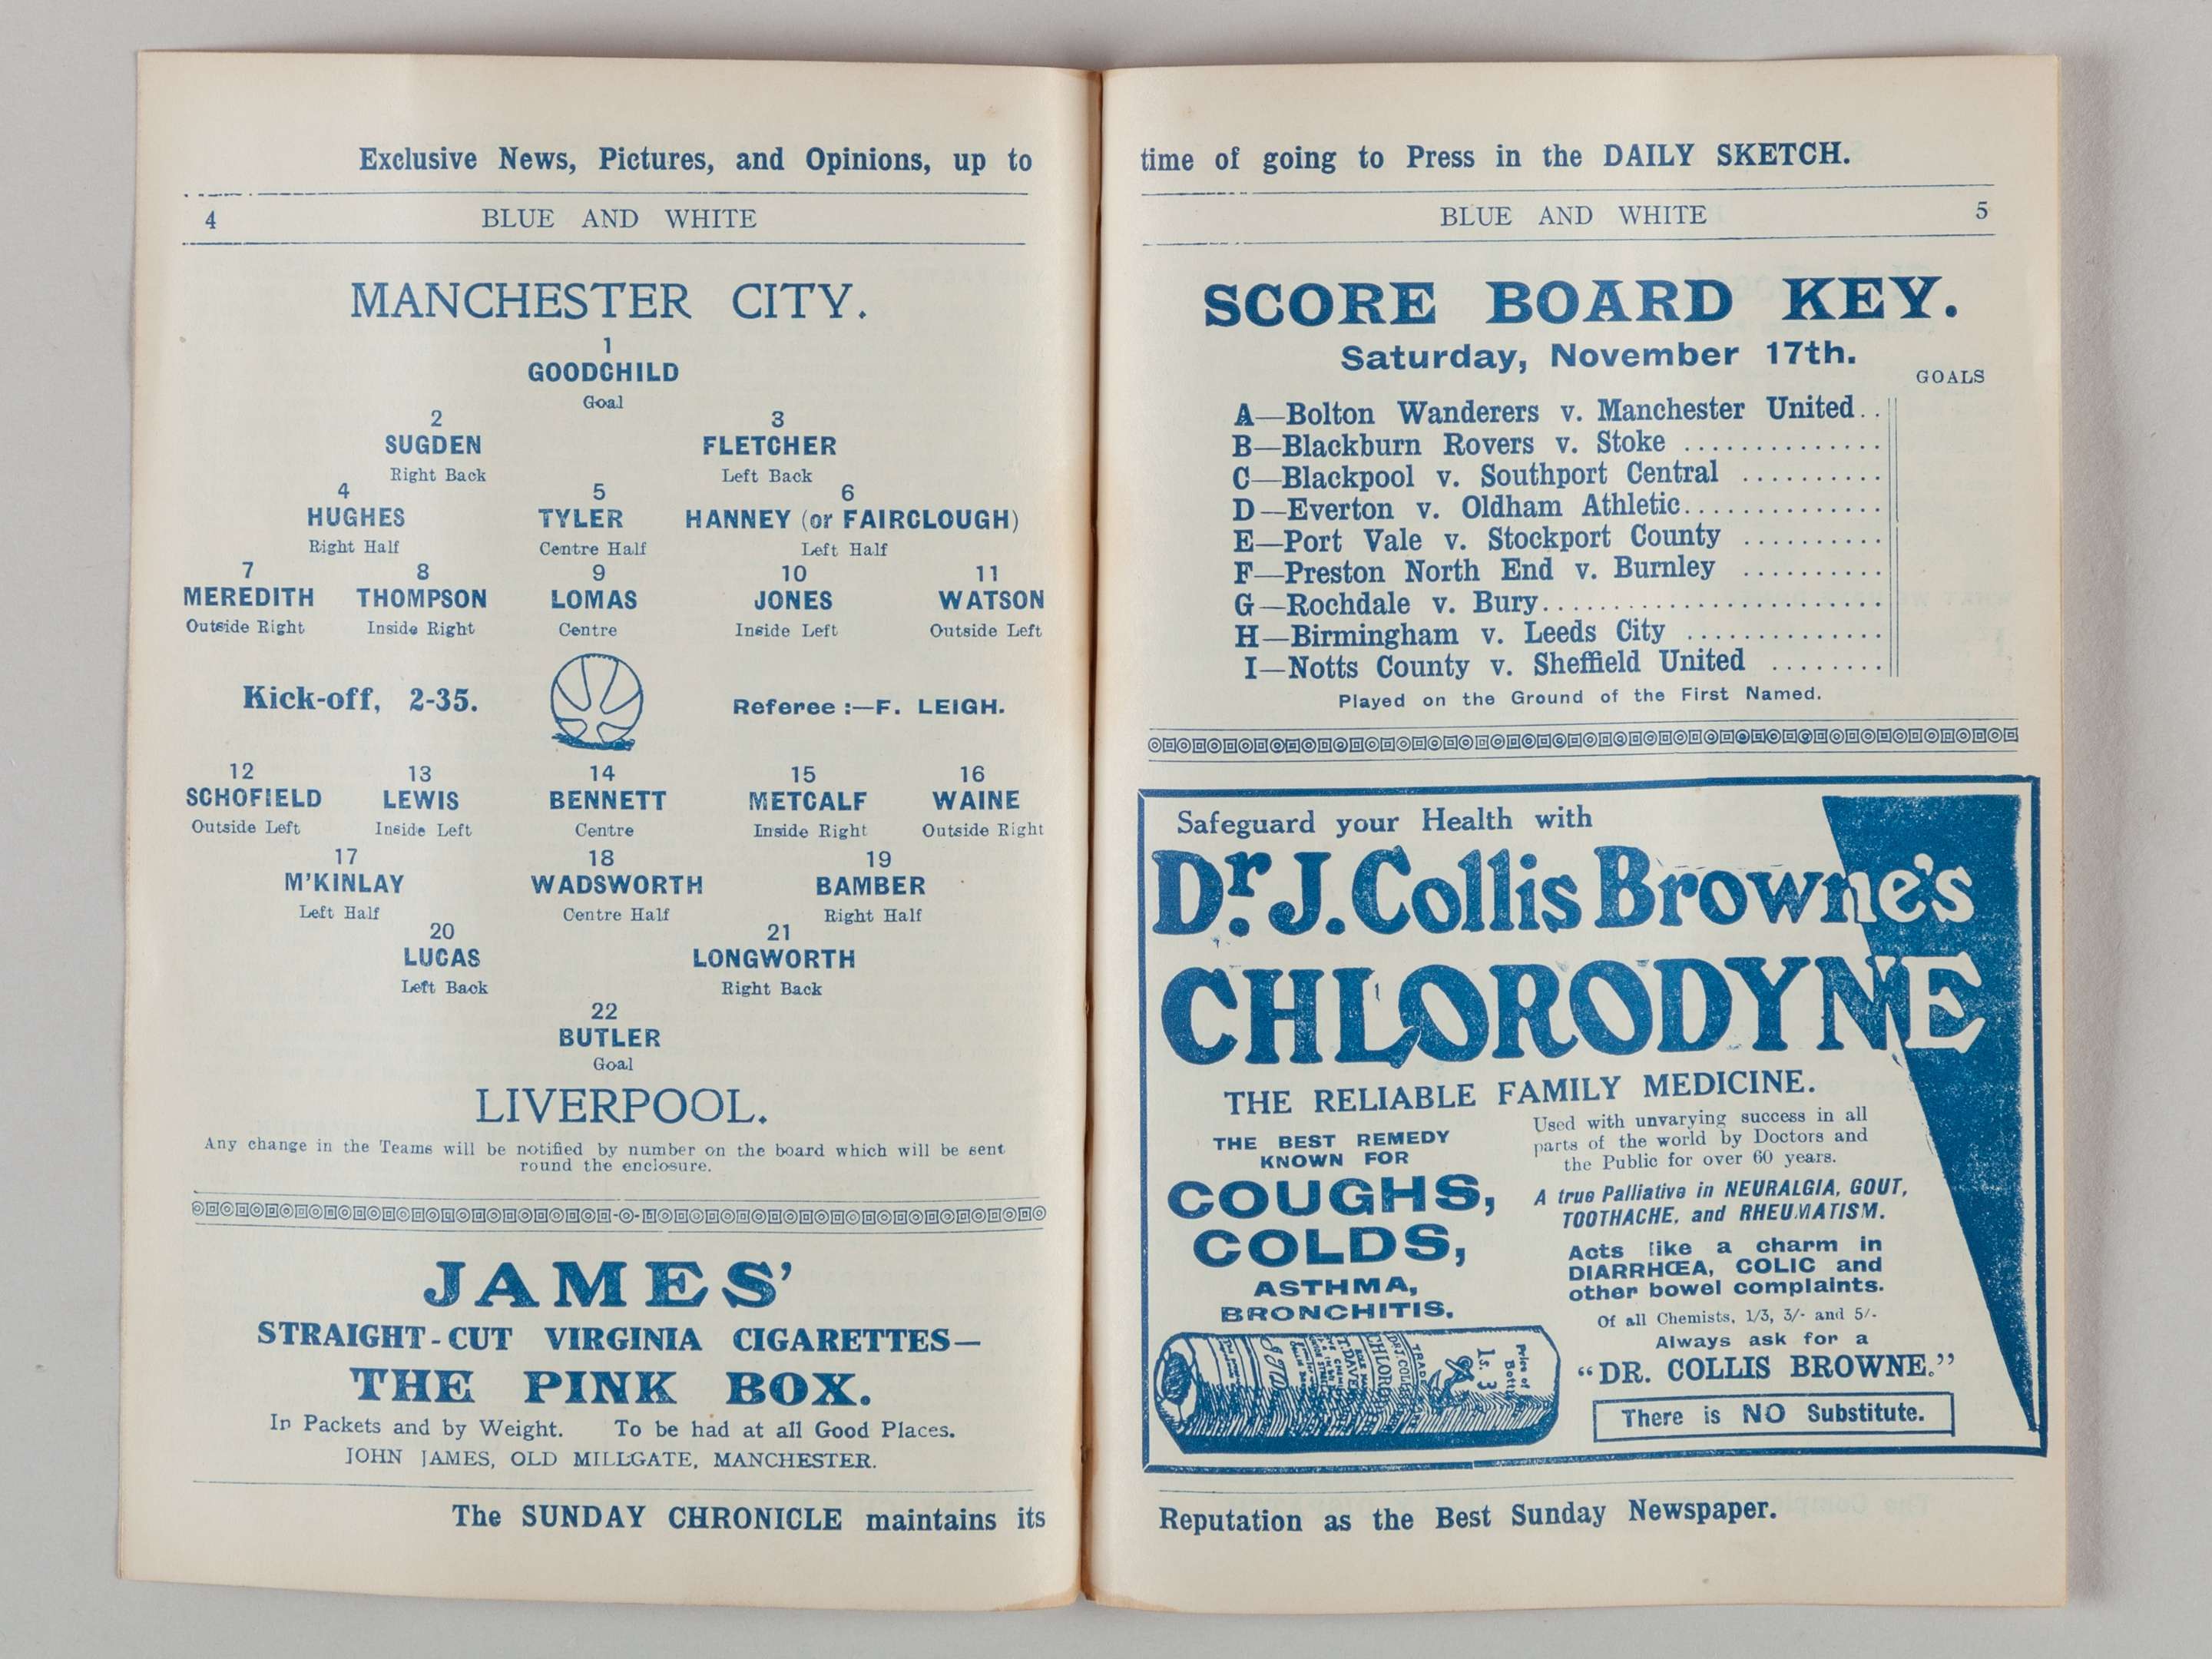 Exclusive News, Pictures, and Opinions, up to
4 BLUE AND WHITE
MANCHESTER CITY.
1
GOODCHILD
Goal
2 3
SUGDEN FLETCHER
Right Back Left Back
4 5 6
HUGHES TYLER HANNEY (or FAIRCLOUGH)
Right Half Centre Half Left Half
7 8 9 10 11
MEREDITH THOMPSON LOMAS JONES WATSON
Outside Right Inside Right Centre Inside Left Outside Left
Kick-off, 2-35. Referee :—F. LEIGH.
12 13 14 15 16
SCHOFIELD LEWIS BENNETT METCALF WAINE
Outside Left Inside Left Centre Inside Right Outside Right
17 18 19
M'KINLAY WADSWORTH BAMBER
Left Half Centre Half Right Half
20 21
LUCAS LONGWORTH
Left Back Right Back
22
BUTLER
Goal
LIVERPOOL.
Any change in the Teams will be notified by number on the board which will be sent
round the enclosure.
JAMES'
STRAIGHT-CUT VIRGINIA CIGARETTES—
THE PINK BOX.
In Packets and by Weight. To be had at all Good Places.
JOHN JAMES, OLD MILLGATE, MANCHESTER.
The SUNDAY CHRONICLE maintains its
time of going to Press in the DAILY SKETCH.
BLUE AND WHITE 5
SCORE BOARD KEY.
Saturday, November 17th.
GOALS
A—Bolton Wanderers v. Manchester United..
B—Blackburn Rovers v. Stoke ..............
C—Blackpool v. Southport Central ..........
D—Everton v. Oldham Athletic..............
E—Port Vale v. Stockport County ..........
F—Preston North End v. Burnley ..........
G—Rochdale v. Bury........................
H—Birmingham v. Leeds City ..............
I—Notts County v. Sheffield United ........
Played on the Ground of the First Named.
Safeguard your Health with
Dr. J. Collis Browne's
CHLORODYNE
THE RELIABLE FAMILY MEDICINE.
THE BEST REMEDY
KNOWN FOR
COUGHS,
COLDS,
ASTHMA,
BRONCHITIS.
Used with unvarying success in all
parts of the world by Doctors and
the Public for over 60 years.
A true Palliative in NEURALGIA, GOUT,
TOOTHACHE, and RHEUMATISM.
Acts like a charm in
DIARRHŒA, COLIC and
other bowel complaints.
Of all Chemists, 1/3, 3/- and 5/-.
Always ask for a
"DR. COLLIS BROWNE."
There is NO Substitute.
Reputation as the Best Sunday Newspaper.